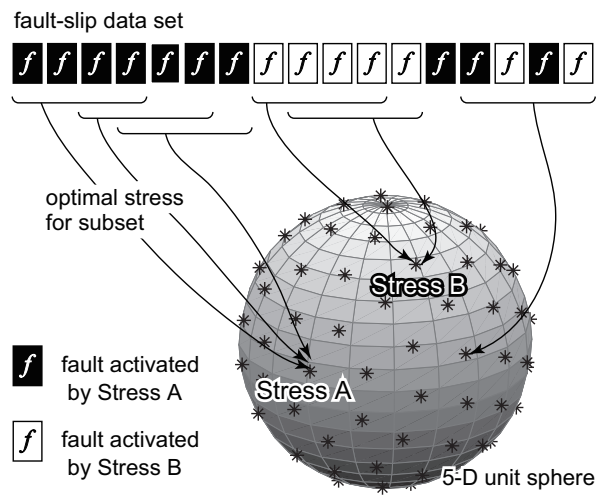 fault-slip data set
f f f f f f f f f f f f f f f f f
optimal stress
for subset
Stress B
Stress A
f fault activated
by Stress A
f fault activated
by Stress B
5-D unit sphere